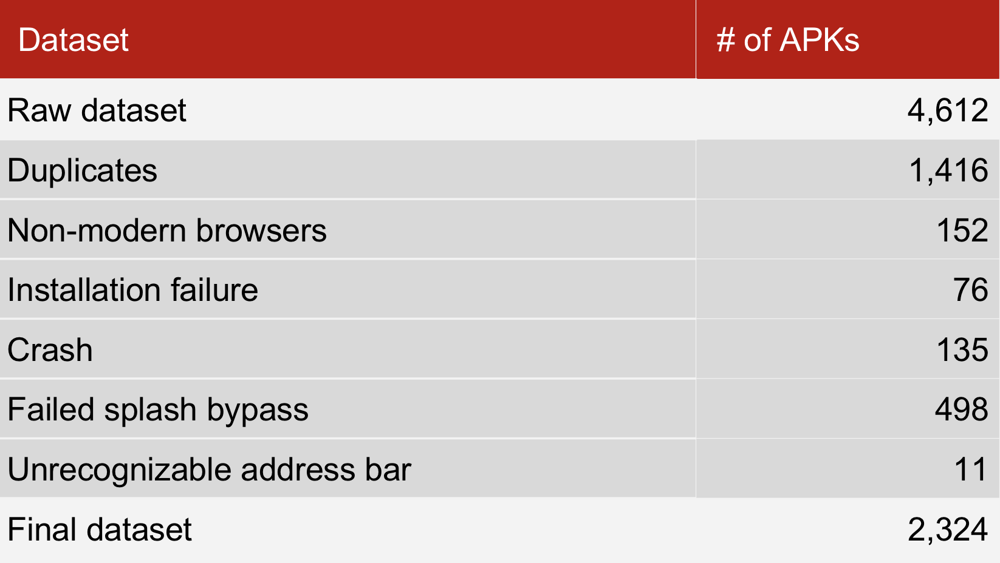 Dataset # of APKs
Raw dataset 4,612
Duplicates 1,416
Non-modern browsers 152
Installation failure 76
Crash 135
Failed splash bypass 498
Unrecognizable address bar 11
Final dataset 2,324